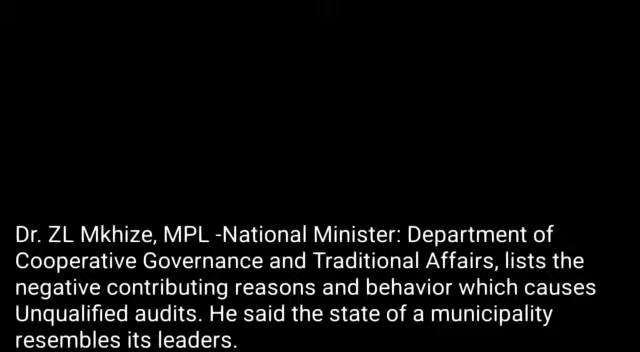 Dr. ZL Mkhize, MPL -National Minister: Department of
Cooperative Governance and Traditional Affairs, lists the
negative contributing reasons and behavior which causes
Unqualified audits. He said the state of a municipality
resembles its leaders.